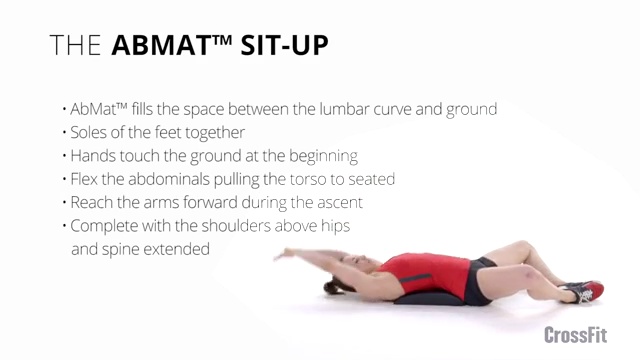 THE ABMAT™ SIT-UP
• AbMat™ fills the space between the lumbar curve and ground
• Soles of the feet together
• Hands touch the ground at the beginning
• Flex the abdominals pulling the torso to seated
• Reach the arms forward during the ascent
• Complete with the shoulders above hips
and spine extended
CrossFit